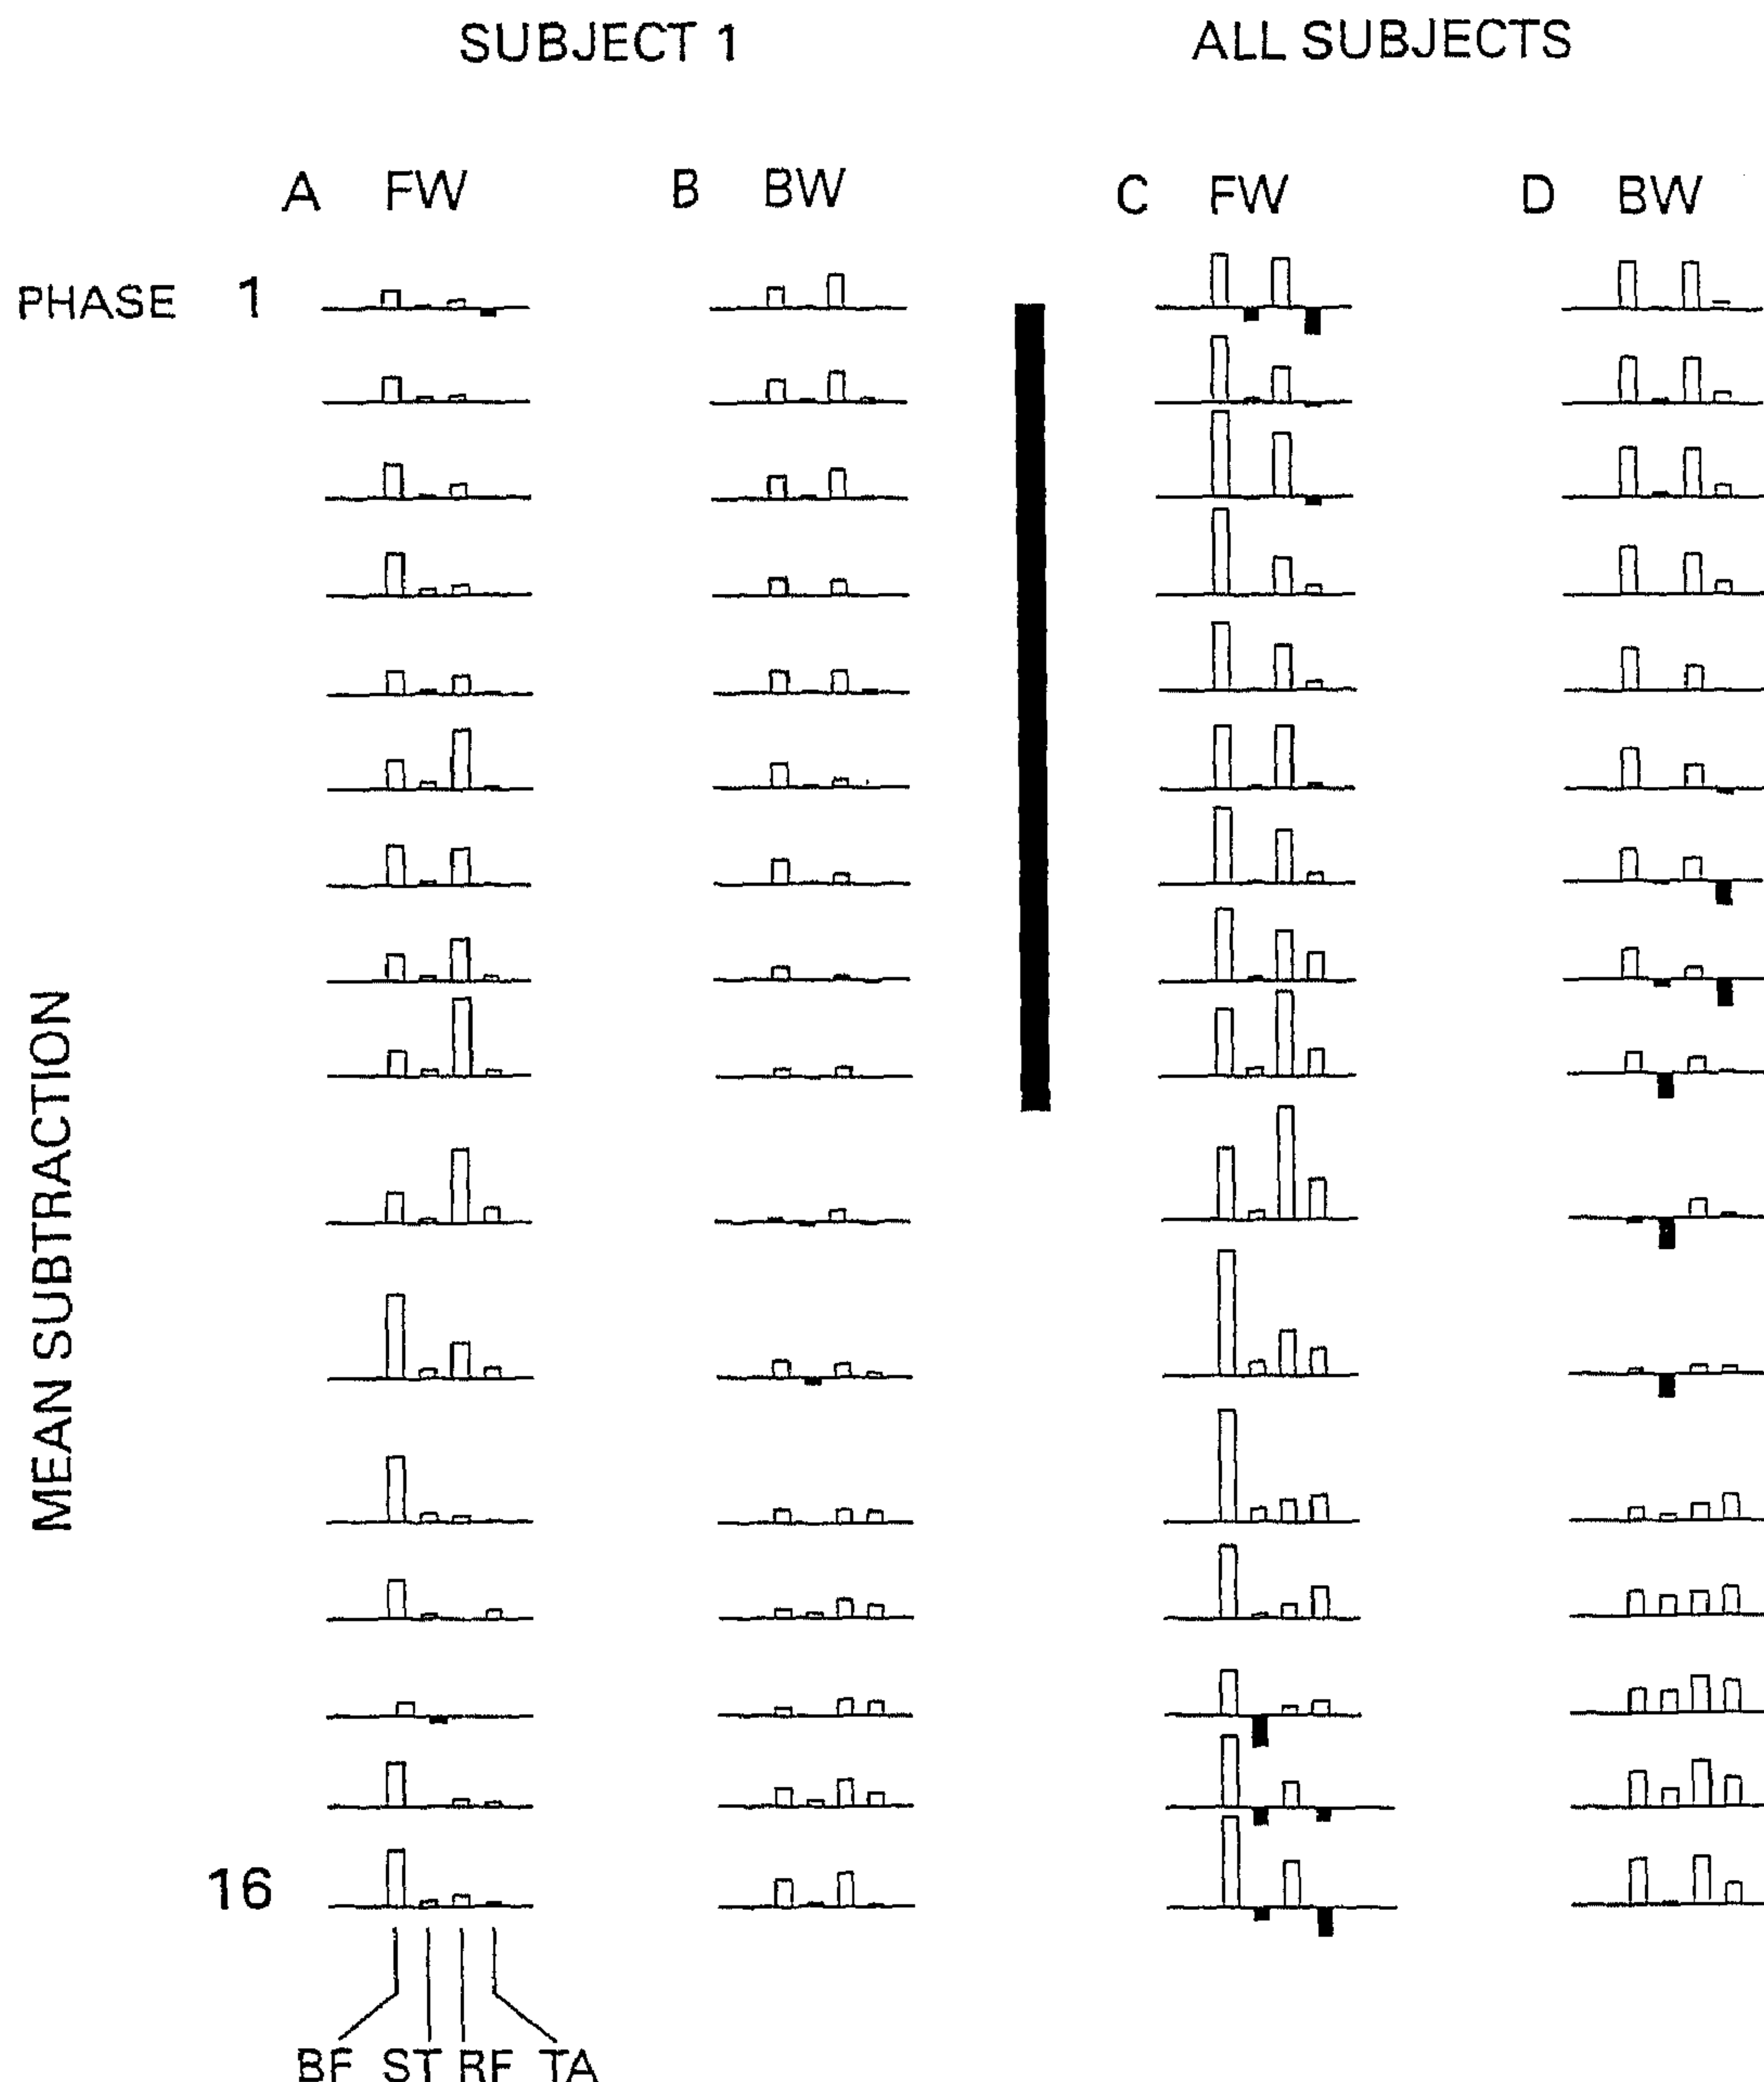 SUBJECT 1 ALL SUBJECTS
A FW B BW C FW D BW
PHASE 1
MEAN SUBTRACTION
16
BF ST RF TA